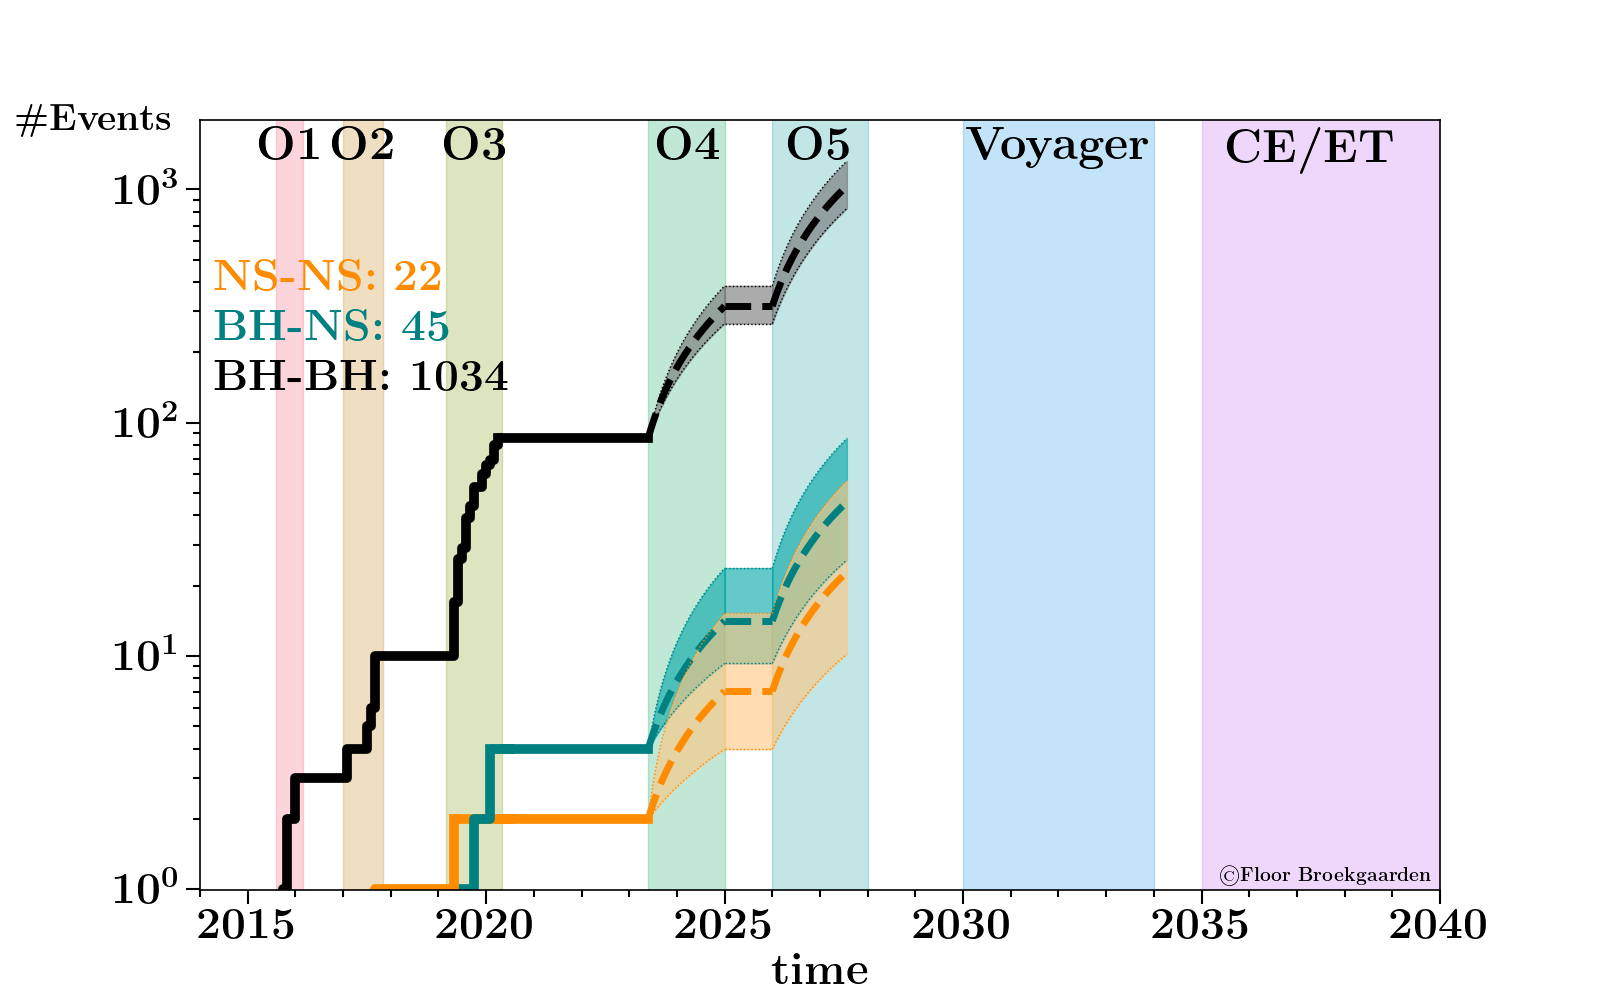 #Events
O1 O2 O3 O4 O5 Voyager CE/ET
10³
NS-NS: 22
BH-NS: 45
BH-BH: 1034
10²
10¹
10⁰
©Floor Broekgaarden
2015 2020 2025 2030 2035 2040
time